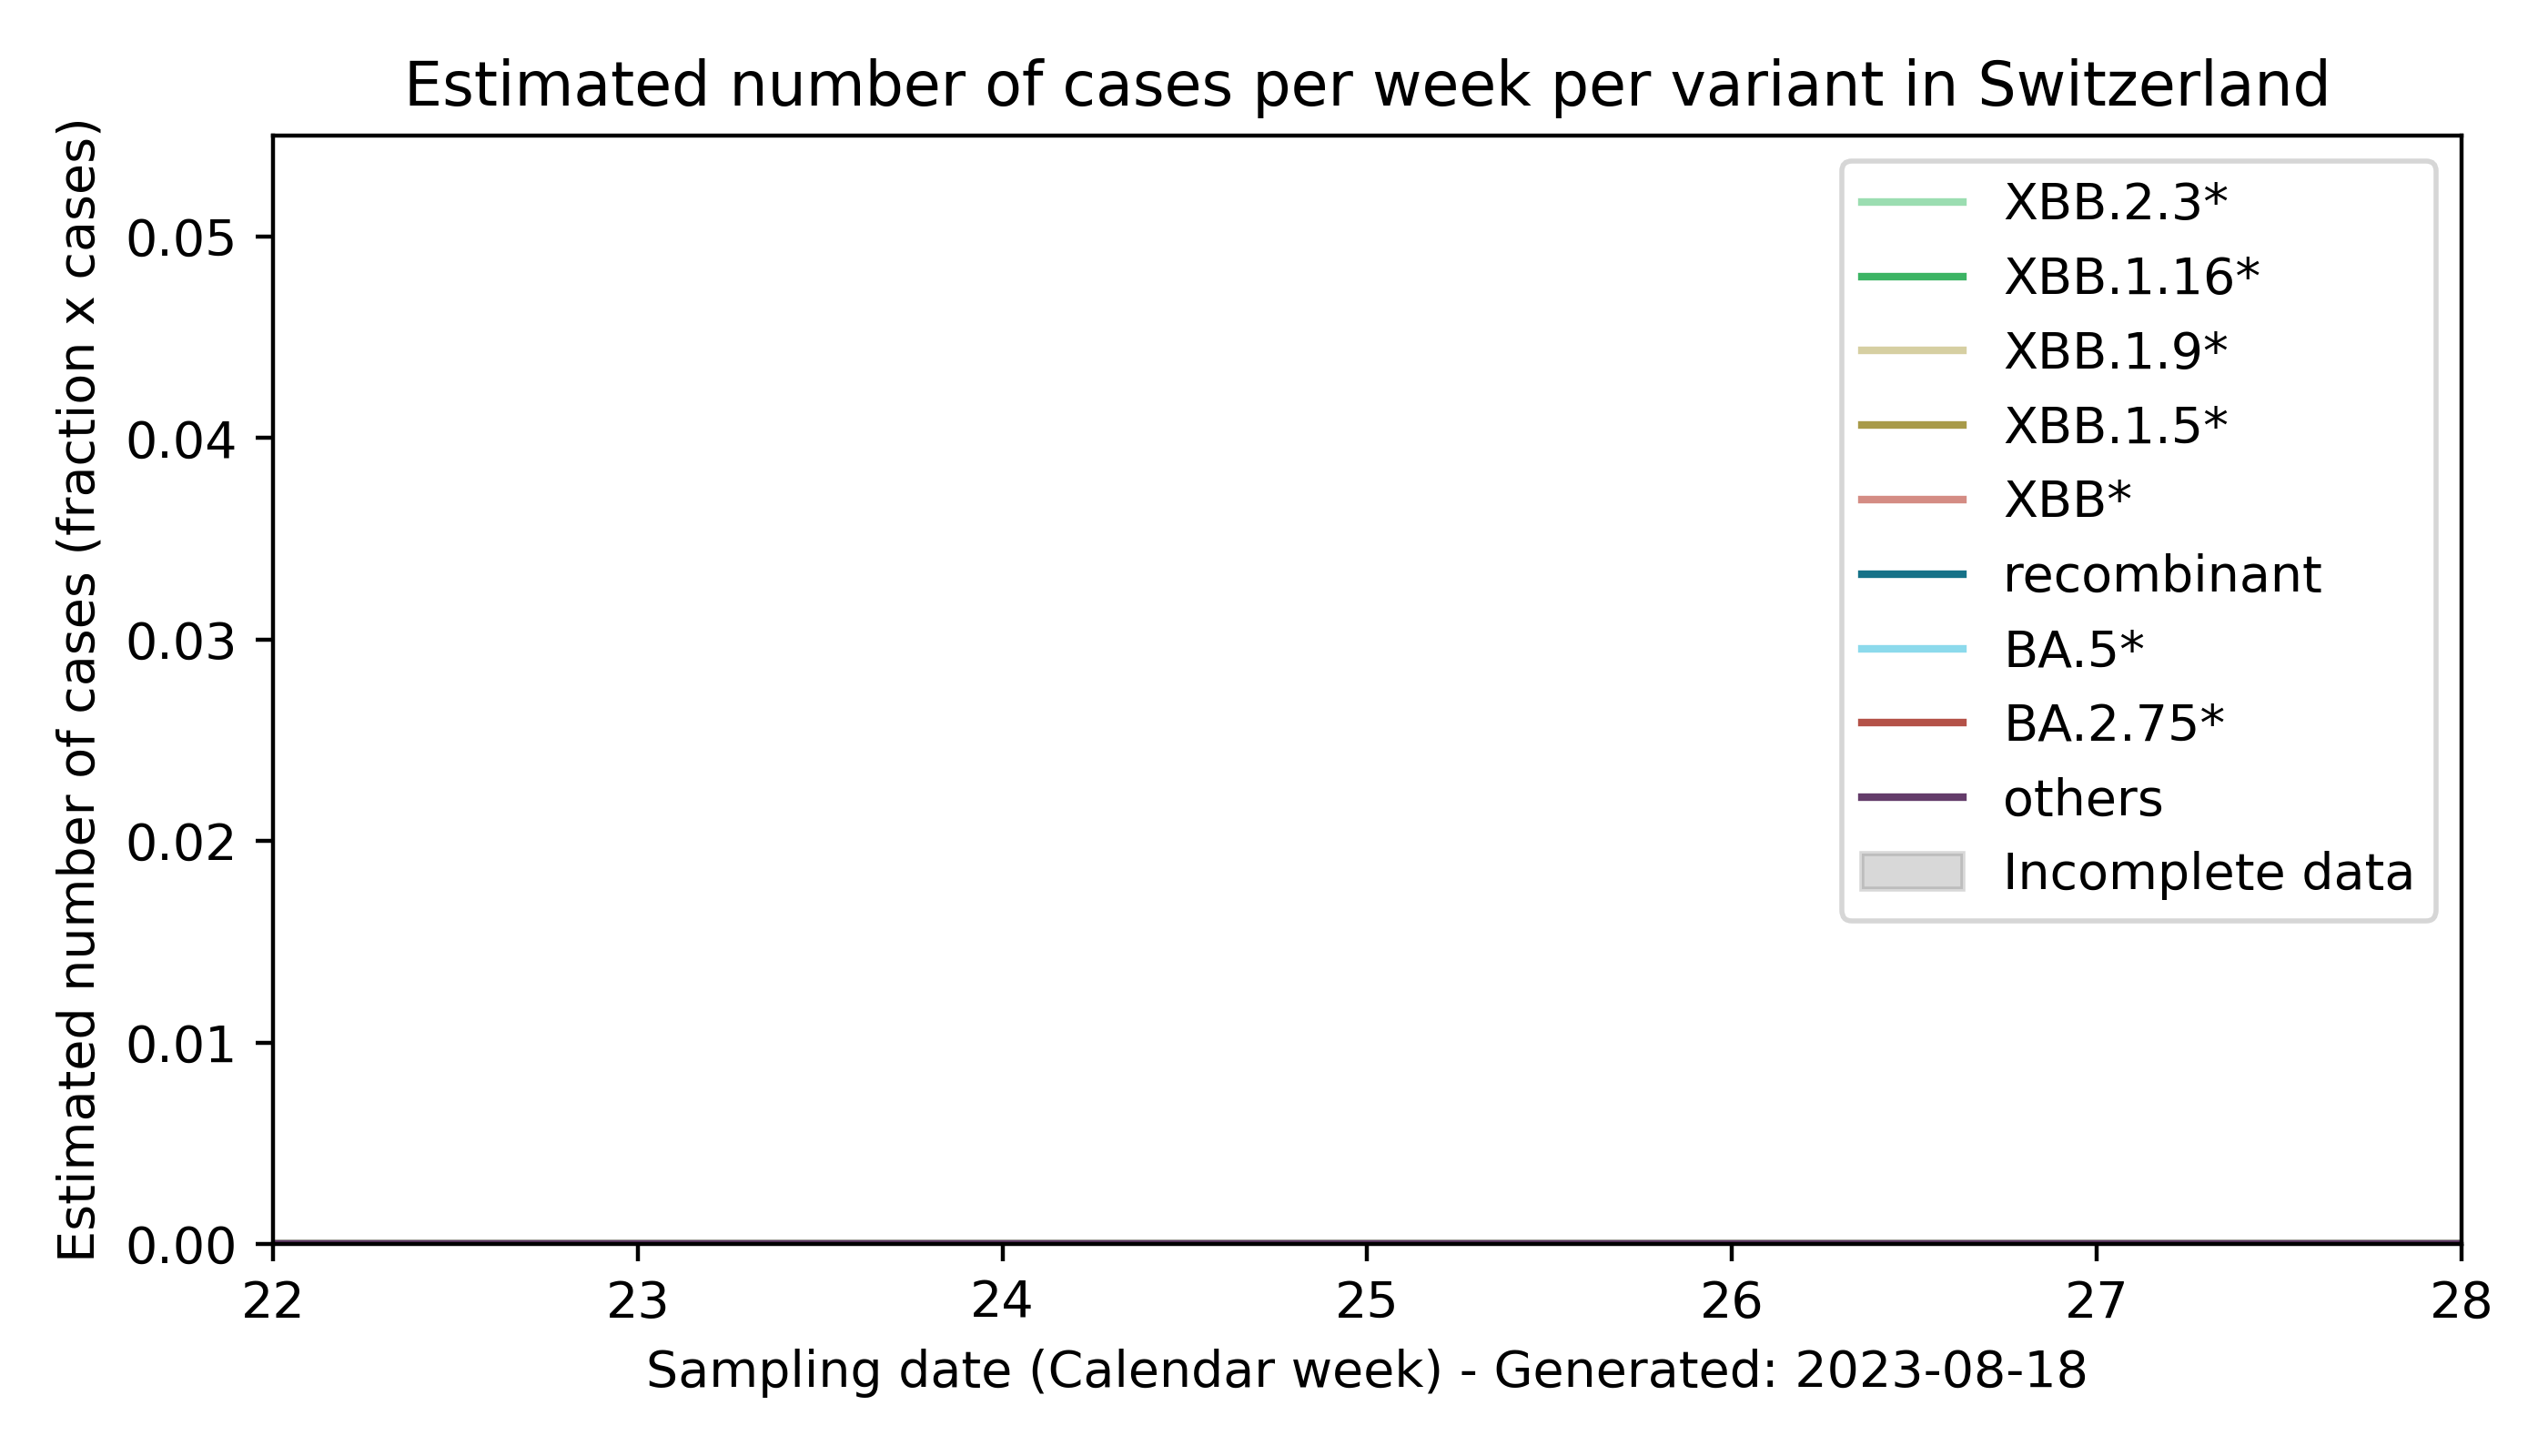 Estimated number of cases per week per variant in Switzerland
Estimated number of cases (fraction x cases)
0.05
0.04
0.03
0.02
0.01
0.00
XBB.2.3*
XBB.1.16*
XBB.1.9*
XBB.1.5*
XBB*
recombinant
BA.5*
BA.2.75*
others
Incomplete data
22 23 24 25 26 27 28
Sampling date (Calendar week) - Generated: 2023-08-18